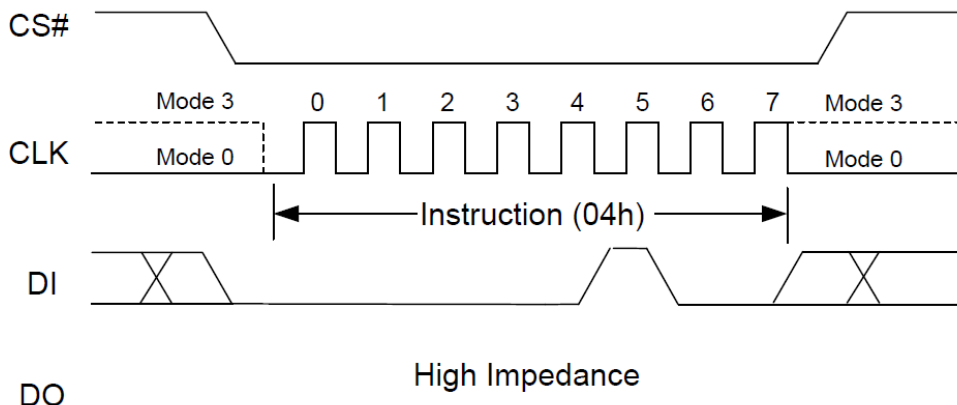 CS#
Mode 3 0 1 2 3 4 5 6 7 Mode 3
CLK Mode 0 Mode 0
Instruction (04h)
DI
High Impedance
DO